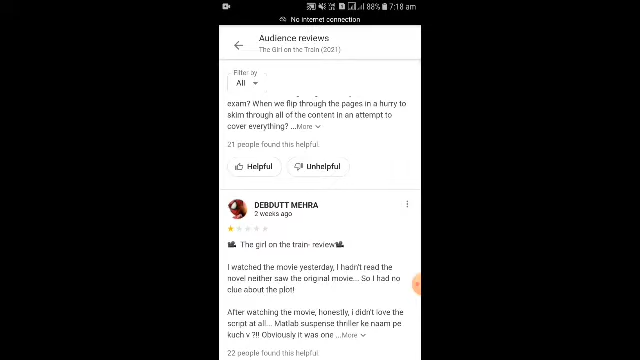 88% 7:18 am
No internet connection
Audience reviews
The Girl on the Train (2021)
Filter by
All
exam? When we flip through the pages in a hurry to
skim through all of the content in an attempt to
cover everything? ...More
21 people found this helpful.
Helpful Unhelpful
DEBDUTT MEHRA
2 weeks ago
The girl on the train- review
I watched the movie yesterday, I hadn't read the
novel neither saw the original movie... So I had no
clue about the plot!
After watching the movie, honestly, i didn't love the
script at all... Matlab suspense thriller ke naam pe
kuch v ?!! Obviously it was one ...More
22 people found this helpful.